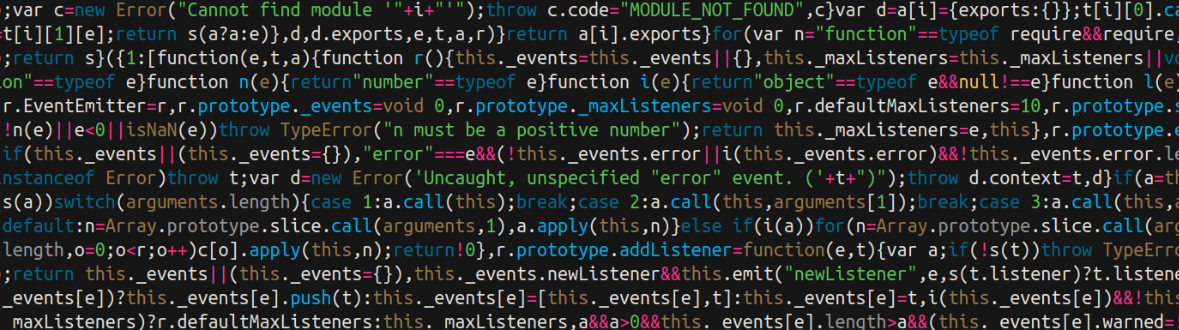 ;var c=new Error("Cannot find module '"+i+"'");throw c.code="MODULE_NOT_FOUND",c}var d=a[i]={exports:{}};t[i][0].ca
=t[i][1][e];return s(a?a:e)},d,d.exports,e,t,a,r)}return a[i].exports}for(var n="function"==typeof require&&require,
);return s}({1:[function(e,t,a){function r(){this._events=this._events||{},this._maxListeners=this._maxListeners||vo
on"==typeof e}function n(e){return"number"==typeof e}function i(e){return"object"==typeof e&&null!==e}function l(e)
r.EventEmitter=r,r.prototype._events=void 0,r.prototype._maxListeners=void 0,r.defaultMaxListeners=10,r.prototype.s
!n(e)||e<0||isNaN(e))throw TypeError("n must be a positive number");return this._maxListeners=e,this},r.prototype.e
if(this._events||(this._events={}),"error"===e&&(!this._events.error||i(this._events.error)&&!this._events.error.le
instanceof Error)throw t;var d=new Error('Uncaught, unspecified "error" event. ('+t+")");throw d.context=t,d}if(a=th
s(a))switch(arguments.length){case 1:a.call(this);break;case 2:a.call(this,arguments[1]);break;case 3:a.call(this,a
default:n=Array.prototype.slice.call(arguments,1),a.apply(this,n)}else if(i(a))for(n=Array.prototype.slice.call(arg
length,o=0;o<r;o++)c[o].apply(this,n);return!0},r.prototype.addListener=function(e,t){var a;if(!s(t))throw TypeErro
;return this._events||(this._events={}),this._events.newListener&&this.emit("newListener",e,s(t.listener)?t.listene
_events[e])?this._events[e].push(t):this._events[e]=[this._events[e],t]:this._events[e]=t,i(this._events[e])&&!this
_maxListeners)?r.defaultMaxListeners:this._maxListeners,a&&a>0&&this._events[e].length>a&&(this._events[e].warned=!